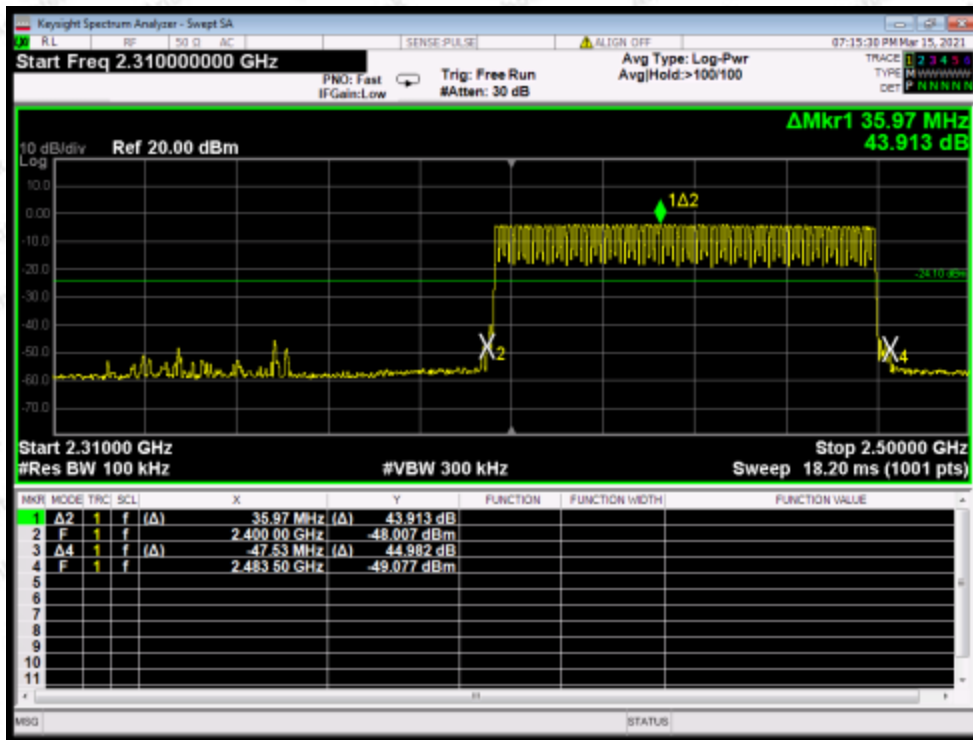 Keysight Spectrum Analyzer - Swept SA
RL RF 50 Ω AC SENSE:PULSE ALIGN OFF 07:15:30 PM Mar 15, 2021
Start Freq 2.310000000 GHz
PNO: Fast
IFGain:Low
Trig: Free Run
#Atten: 30 dB
Avg Type: Log-Pwr
Avg|Hold:>100/100
TRACE 1 2 3 4 5 6
TYPE M WWWWW
DET P N N N N N
ΔMkr1 35.97 MHz
43.913 dB
10 dB/div Ref 20.00 dBm
Log
10.0
0.00
-10.0
-20.0
-30.0
-40.0
-50.0
-60.0
-70.0
1Δ2
-24.10 dBm
2
4
Start 2.31000 GHz Stop 2.50000 GHz
#Res BW 100 kHz #VBW 300 kHz Sweep 18.20 ms (1001 pts)
MKR MODE TRC SCL X Y FUNCTION FUNCTION WIDTH FUNCTION VALUE
1 Δ2 1 f (Δ) 35.97 MHz (Δ) 43.913 dB
2 F 1 f 2.400 00 GHz -48.007 dBm
3 Δ4 1 f (Δ) -47.53 MHz (Δ) 44.982 dB
4 F 1 f 2.483 50 GHz -49.077 dBm
5
6
7
8
9
10
11
MSG STATUS